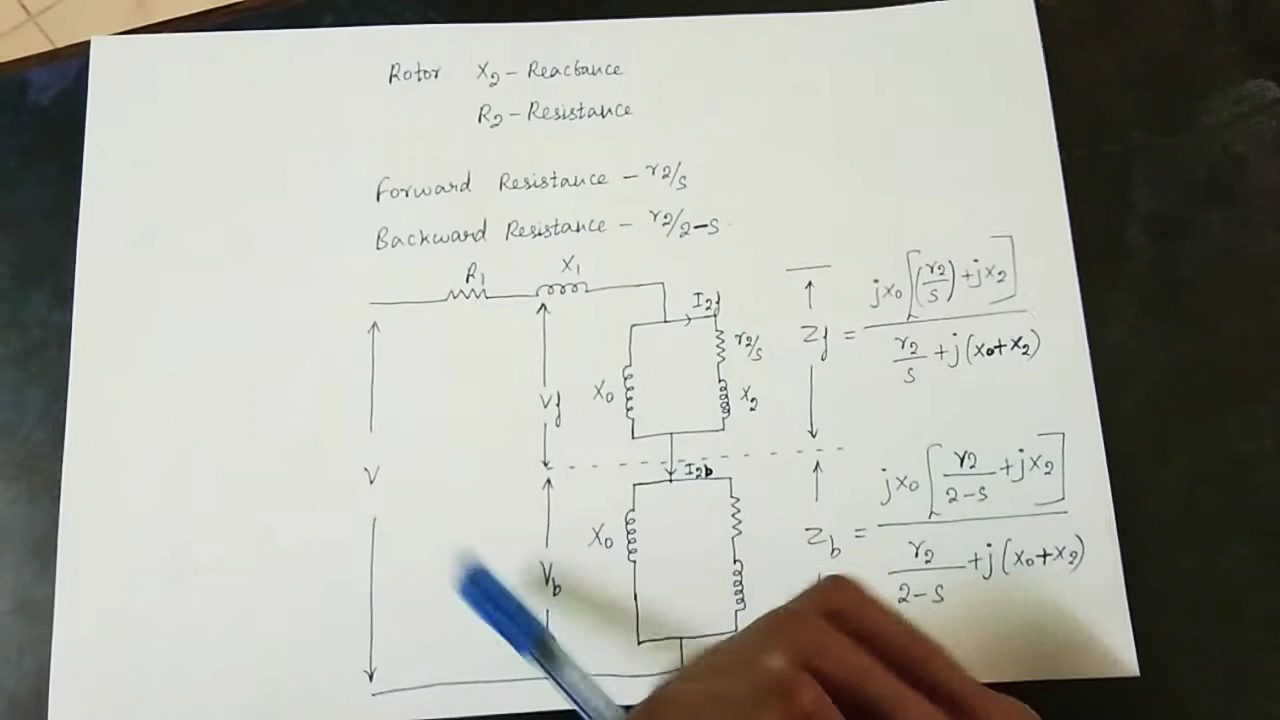 Rotor X2 - Reactance
R2 - Resistance
Forward Resistance - r2/s
Backward Resistance - r2/2-s
R1 X1
I2f
r2/s
X0 X2
Vf
V
I2b
X0
Vb
Zf = jx0[(r2/s)+jx2] / r2/s +j(x0+x2)
Zb = jx0[r2/2-s +jx2] / r2/2-s +j(x0+x2)